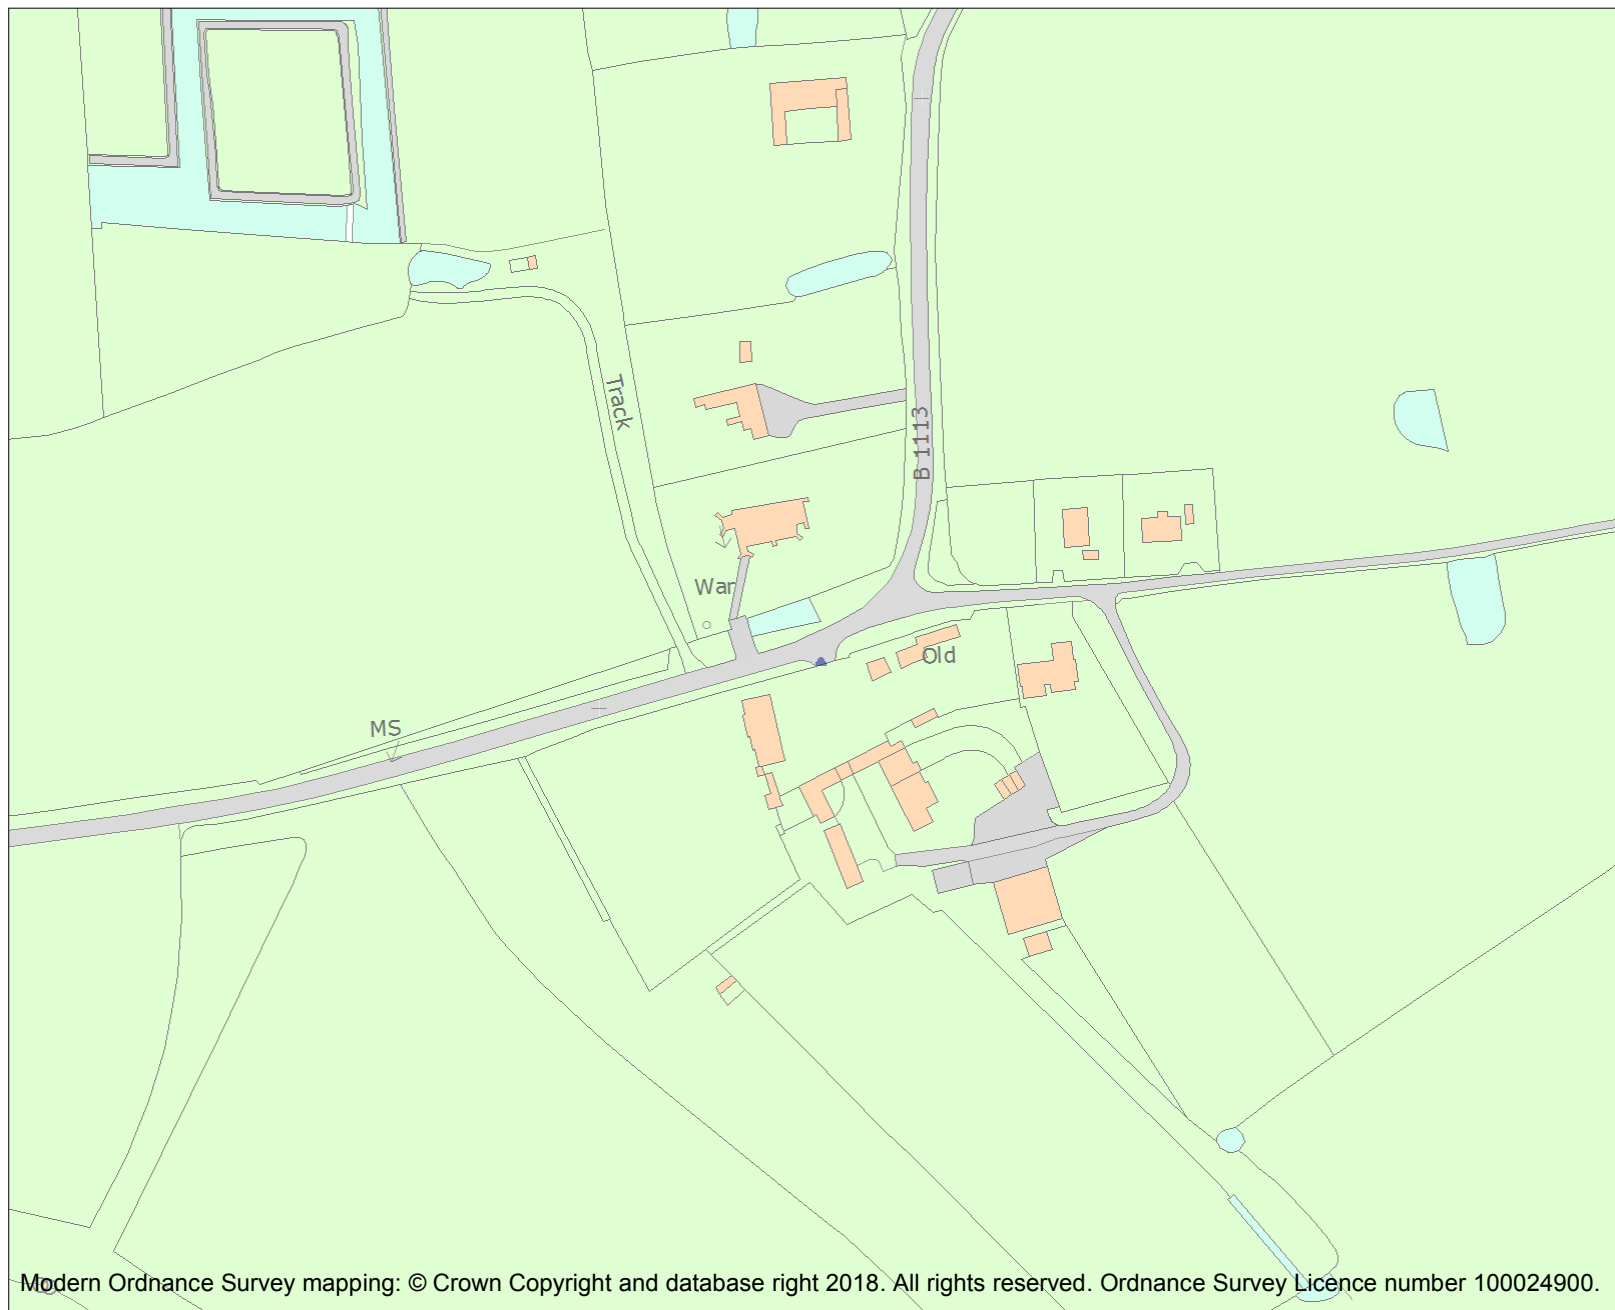 Track
B 1113
War
Old
MS
Modern Ordnance Survey mapping: © Crown Copyright and database right 2018. All rights reserved. Ordnance Survey Licence number 100024900.